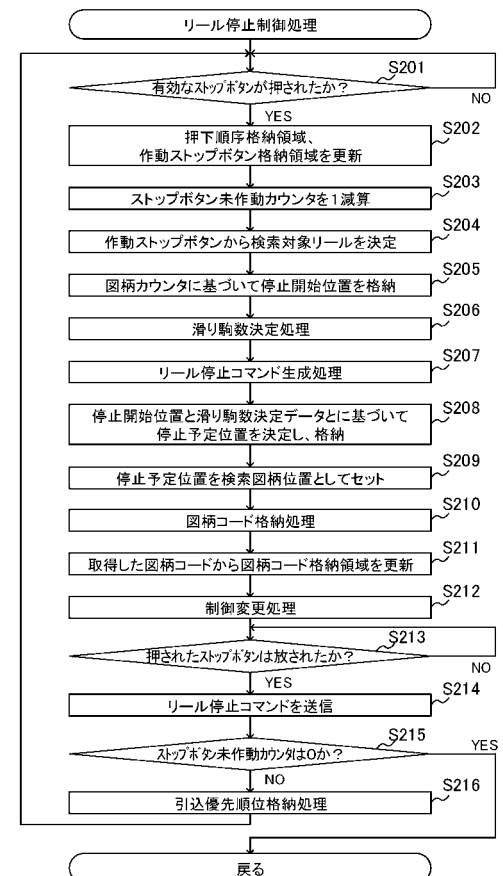 リール停止制御処理
S201
有効なストップボタンが押されたか？
NO
YES
S202
押下順序格納領域、
作動ストップボタン格納領域を更新
S203
ストップボタン未作動カウンタを1減算
S204
作動ストップボタンから検索対象リールを決定
S205
図柄カウンタに基づいて停止開始位置を格納
S206
滑り駒数決定処理
S207
リール停止コマンド生成処理
S208
停止開始位置と滑り駒数決定データとに基づいて
停止予定位置を決定し、格納
S209
停止予定位置を検索図柄位置としてセット
S210
図柄コード格納処理
S211
取得した図柄コードから図柄コード格納領域を更新
S212
制御変更処理
S213
押されたストップボタンは放されたか？
NO
YES
S214
リール停止コマンドを送信
S215
ストップボタン未作動カウンタは0か？
YES
NO
S216
引込優先順位格納処理
戻る